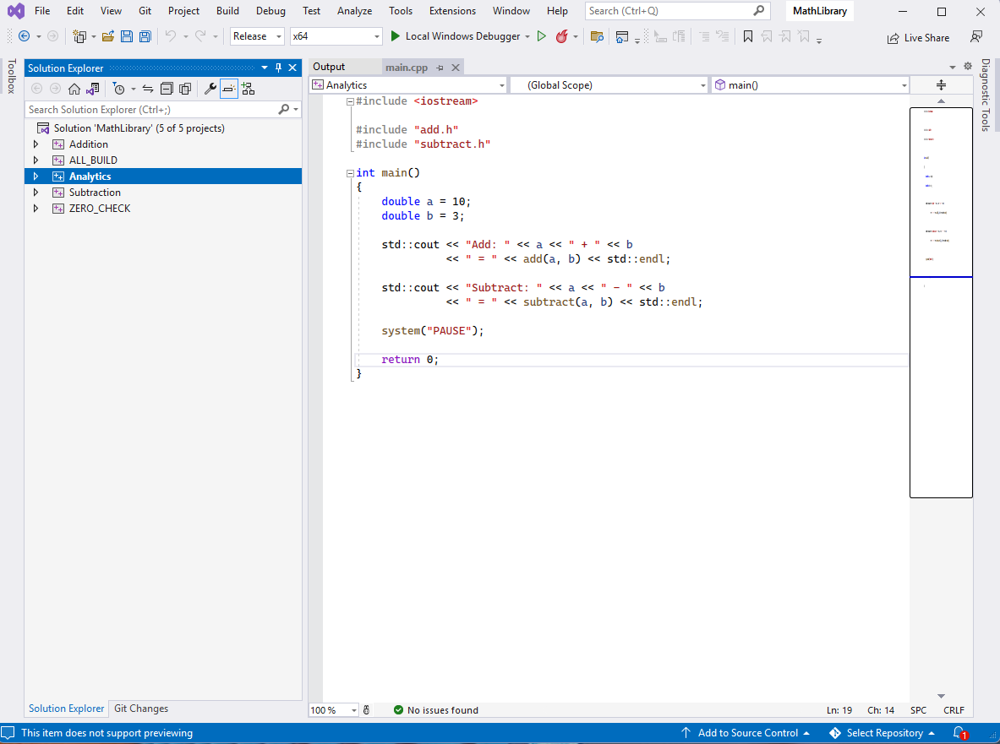 File Edit View Git Project Build Debug Test Analyze Tools Extensions Window Help Search (Ctrl+Q) MathLibrary
Release x64 Local Windows Debugger Live Share
Toolbox
Solution Explorer
Search Solution Explorer (Ctrl+;)
Solution 'MathLibrary' (5 of 5 projects)
Addition
ALL_BUILD
Analytics
Subtraction
ZERO_CHECK
Solution Explorer Git Changes
Output main.cpp
Analytics (Global Scope) main()
#include <iostream>
#include "add.h"
#include "subtract.h"
int main()
{
double a = 10;
double b = 3;
std::cout << "Add: " << a << " + " << b
<< " = " << add(a, b) << std::endl;
std::cout << "Subtract: " << a << " - " << b
<< " = " << subtract(a, b) << std::endl;
system("PAUSE");
return 0;
}
Diagnostic Tools
100 % No issues found Ln: 19 Ch: 14 SPC CRLF
This item does not support previewing Add to Source Control Select Repository 1